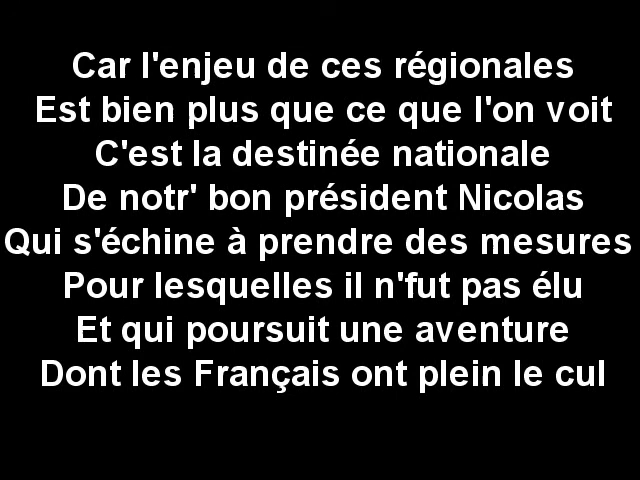 Car l'enjeu de ces régionales
Est bien plus que ce que l'on voit
C'est la destinée nationale
De notr' bon président Nicolas
Qui s'échine à prendre des mesures
Pour lesquelles il n'fut pas élu
Et qui poursuit une aventure
Dont les Français ont plein le cul